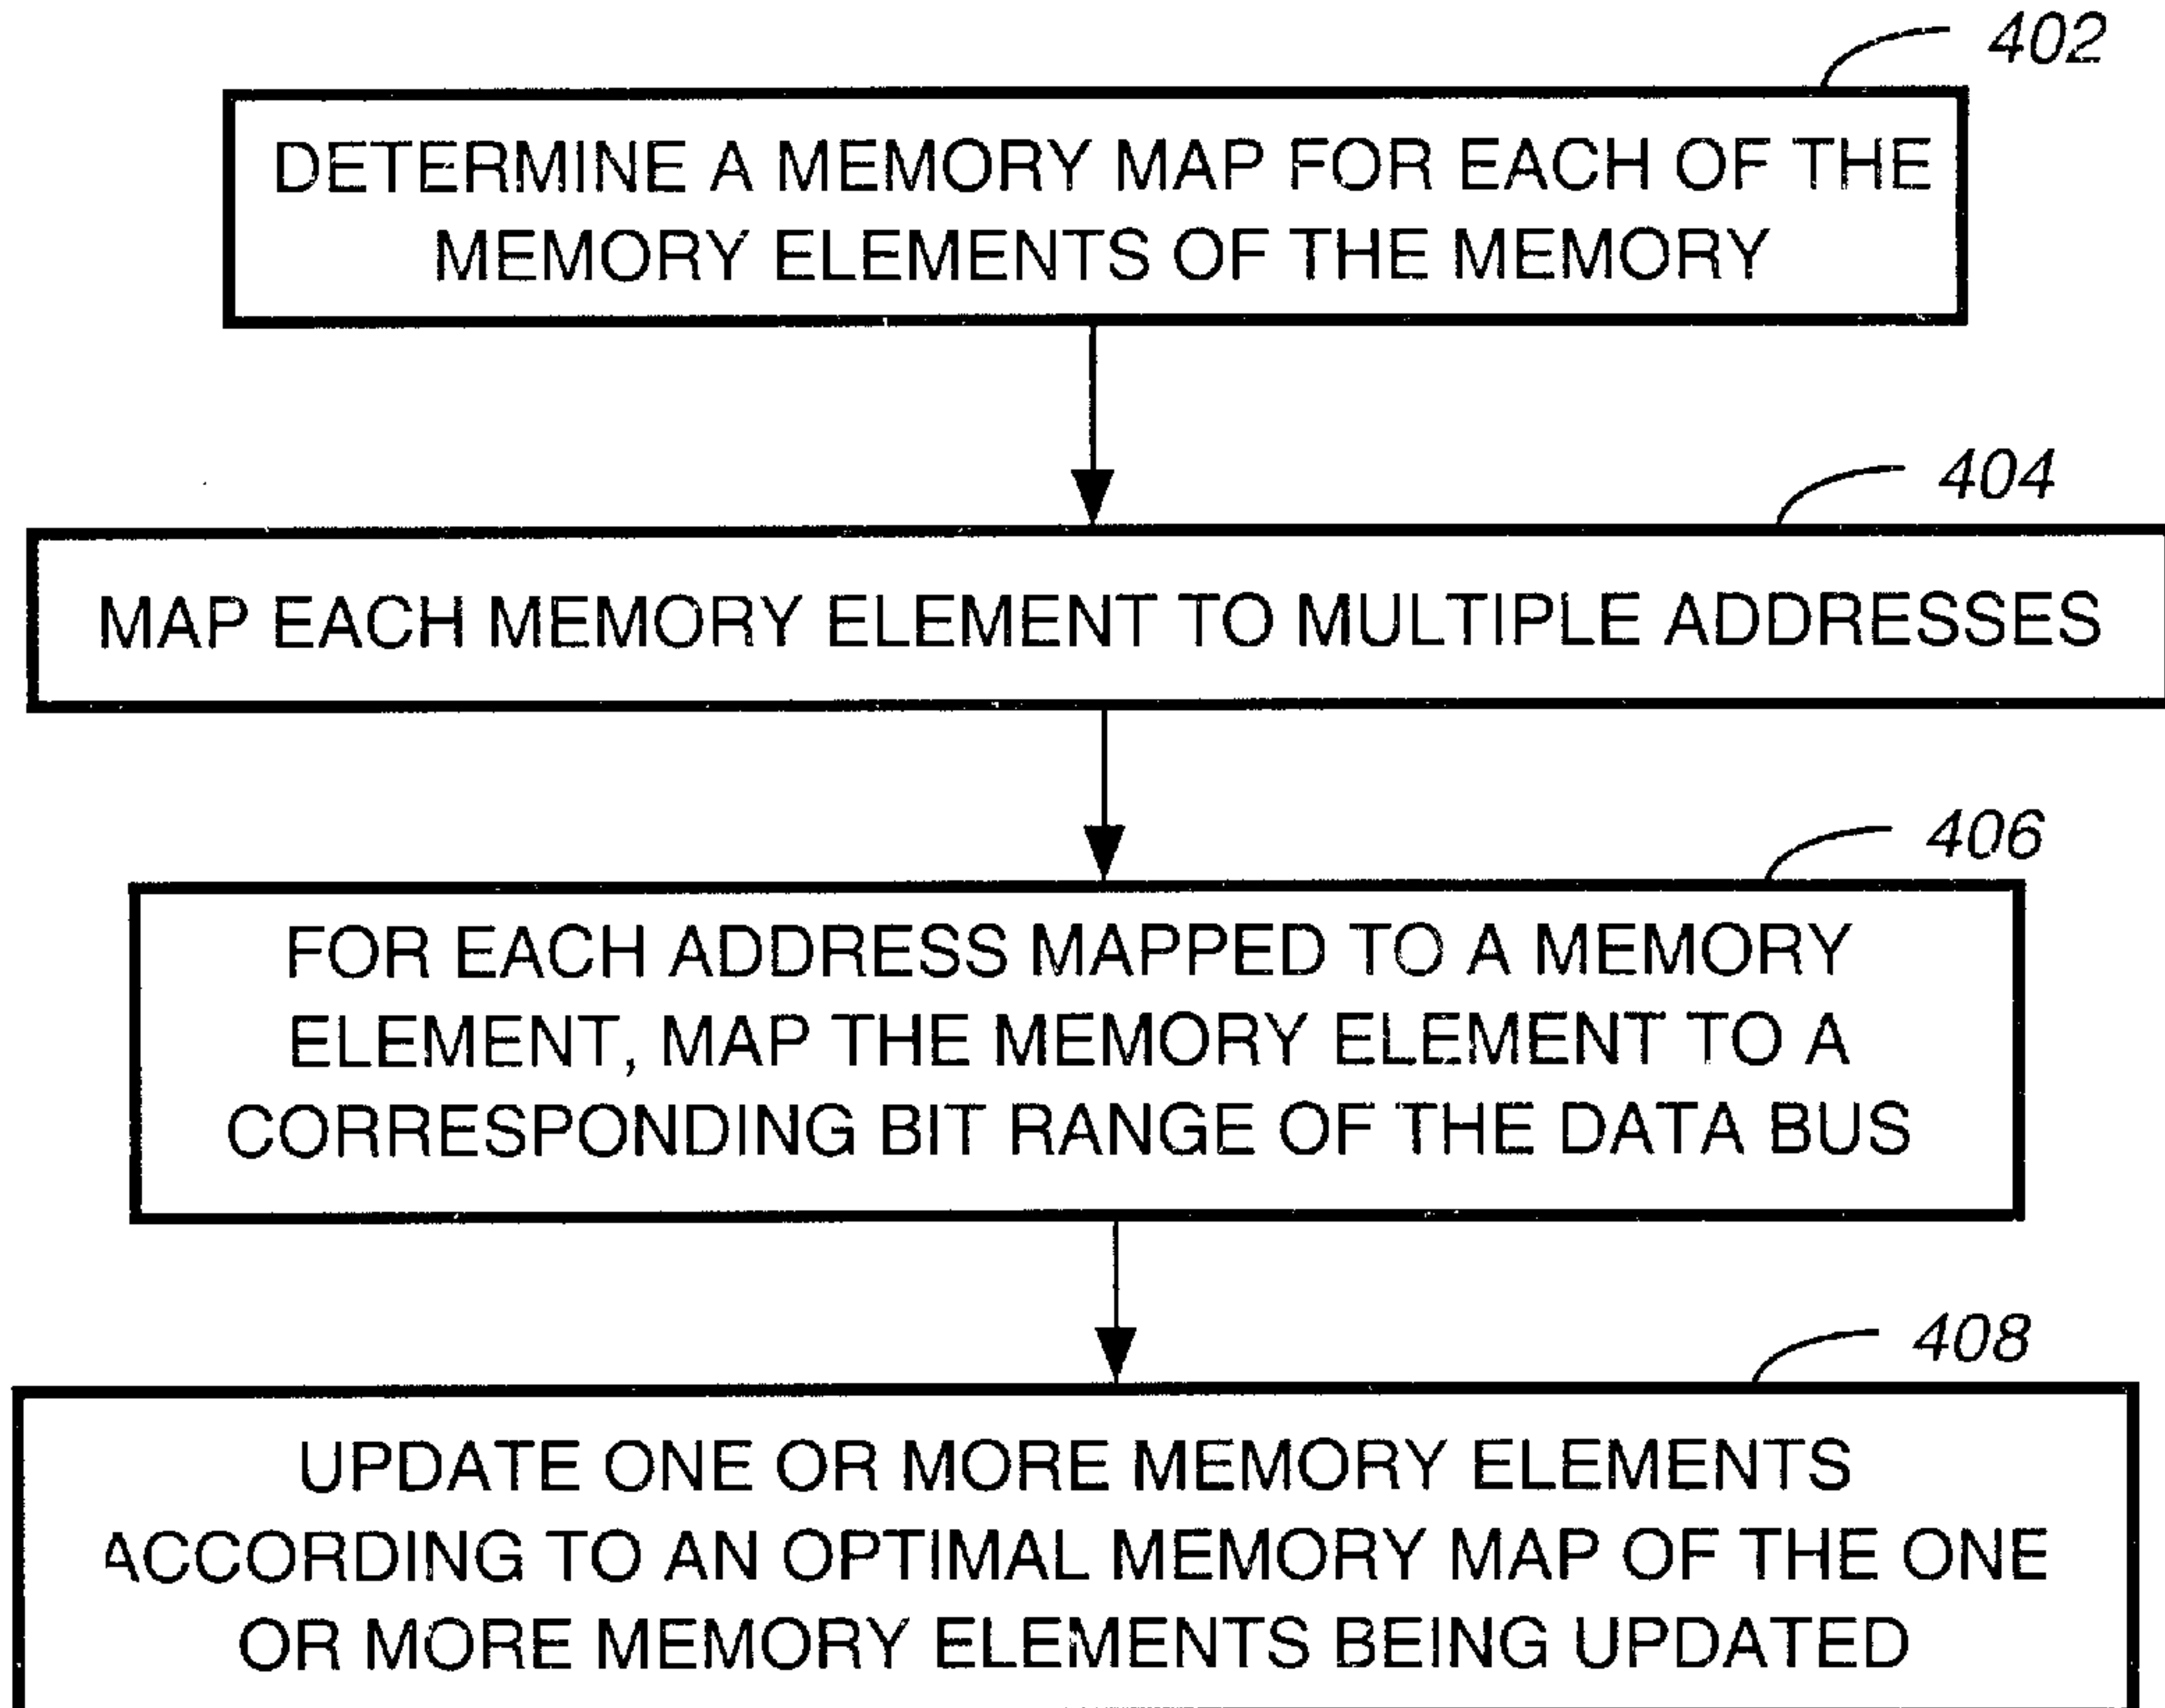 402
DETERMINE A MEMORY MAP FOR EACH OF THE
MEMORY ELEMENTS OF THE MEMORY
404
MAP EACH MEMORY ELEMENT TO MULTIPLE ADDRESSES
406
FOR EACH ADDRESS MAPPED TO A MEMORY
ELEMENT, MAP THE MEMORY ELEMENT TO A
CORRESPONDING BIT RANGE OF THE DATA BUS
408
UPDATE ONE OR MORE MEMORY ELEMENTS
ACCORDING TO AN OPTIMAL MEMORY MAP OF THE ONE
OR MORE MEMORY ELEMENTS BEING UPDATED